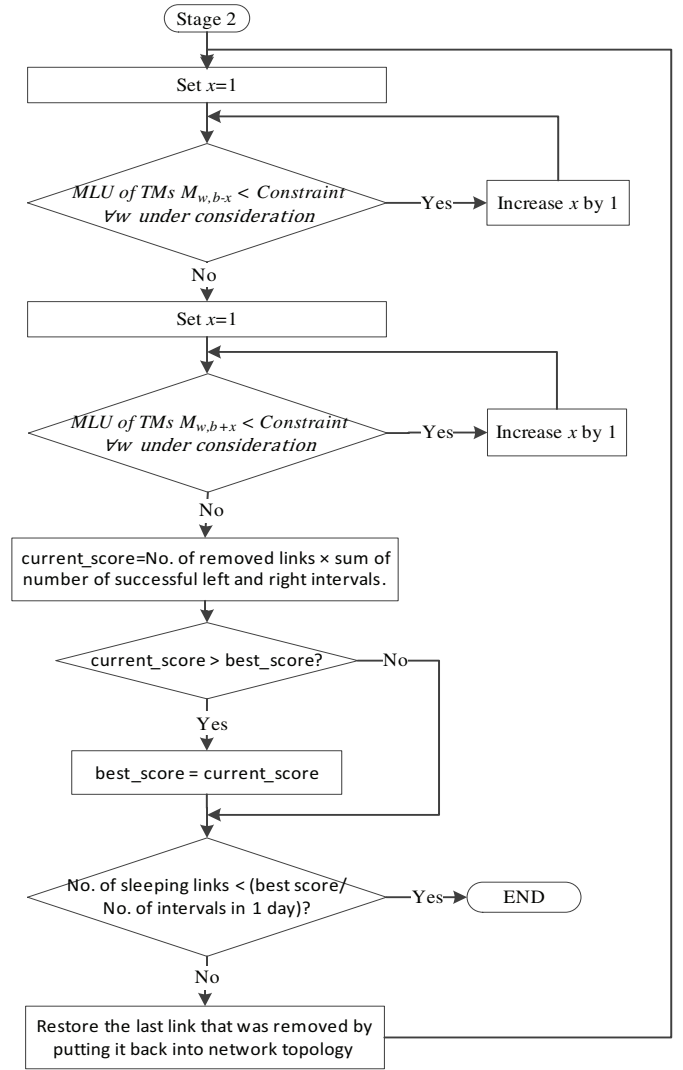 Stage 2
Set x=1
MLU of TMs M_{w,b-x} < Constraint
∀w under consideration
Yes
Increase x by 1
No
Set x=1
MLU of TMs M_{w,b+x} < Constraint
∀w under consideration
Yes
Increase x by 1
No
current_score=No. of removed links × sum of
number of successful left and right intervals.
current_score > best_score?
No
Yes
best_score = current_score
No. of sleeping links < (best score/
No. of intervals in 1 day)?
Yes
END
No
Restore the last link that was removed by
putting it back into network topology